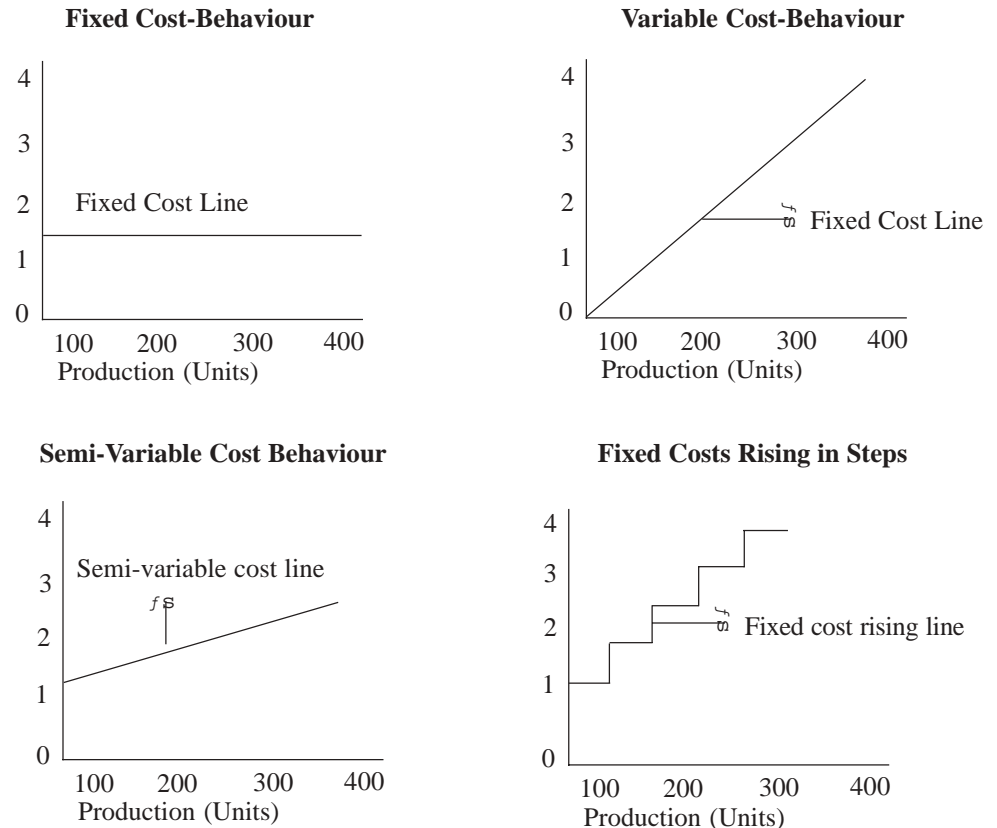 Fixed Cost-Behaviour
4
3
2
Fixed Cost Line
1
0
100 200 300 400
Production (Units)
Variable Cost-Behaviour
4
3
2
Fixed Cost Line
1
0
100 200 300 400
Production (Units)
Semi-Variable Cost Behaviour
4
Semi-variable cost line
3
2
1
0
100 200 300 400
Production (Units)
Fixed Costs Rising in Steps
4
3
2
Fixed cost rising line
1
0
100 200 300 400
Production (Units)